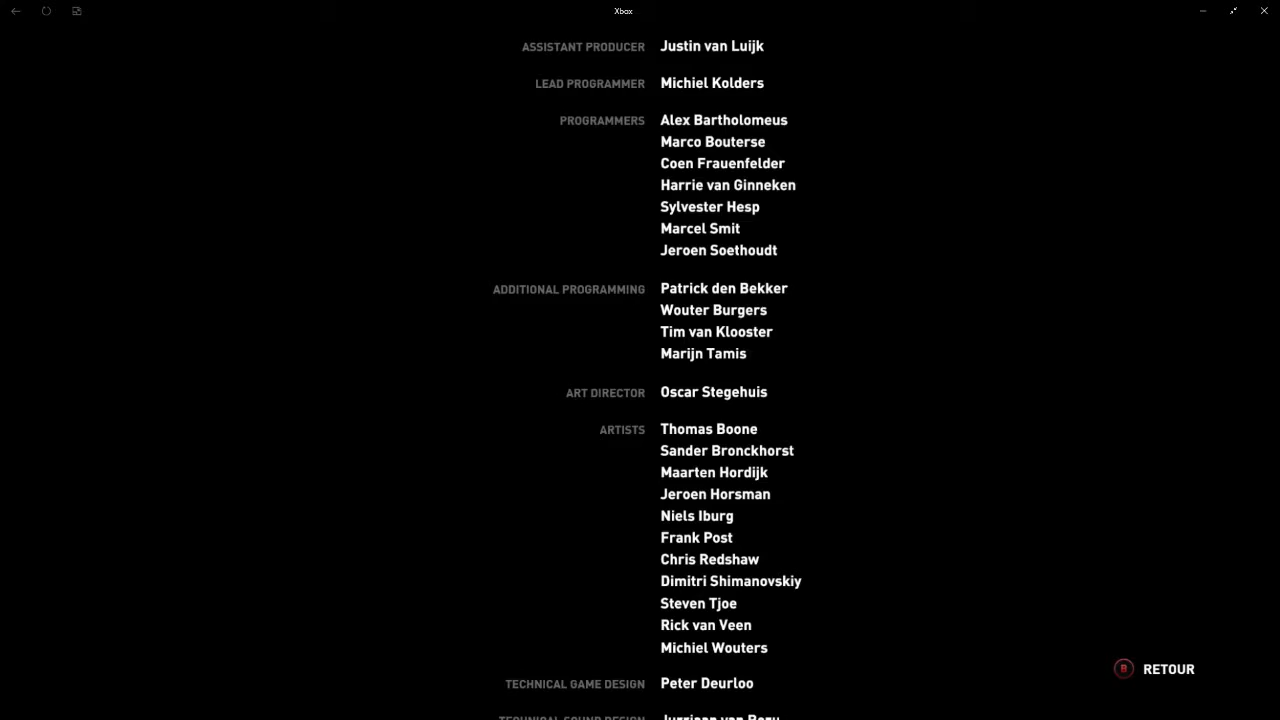 Xbox
ASSISTANT PRODUCER Justin van Luijk
LEAD PROGRAMMER Michiel Kolders
PROGRAMMERS Alex Bartholomeus
Marco Bouterse
Coen Frauenfelder
Harrie van Ginneken
Sylvester Hesp
Marcel Smit
Jeroen Soethoudt
ADDITIONAL PROGRAMMING Patrick den Bekker
Wouter Burgers
Tim van Klooster
Marijn Tamis
ART DIRECTOR Oscar Stegehuis
ARTISTS Thomas Boone
Sander Bronckhorst
Maarten Hordijk
Jeroen Horsman
Niels Iburg
Frank Post
Chris Redshaw
Dimitri Shimanovskiy
Steven Tjoe
Rick van Veen
Michiel Wouters
B RETOUR
TECHNICAL GAME DESIGN Peter Deurloo
TECHNICAL SOUND DESIGN